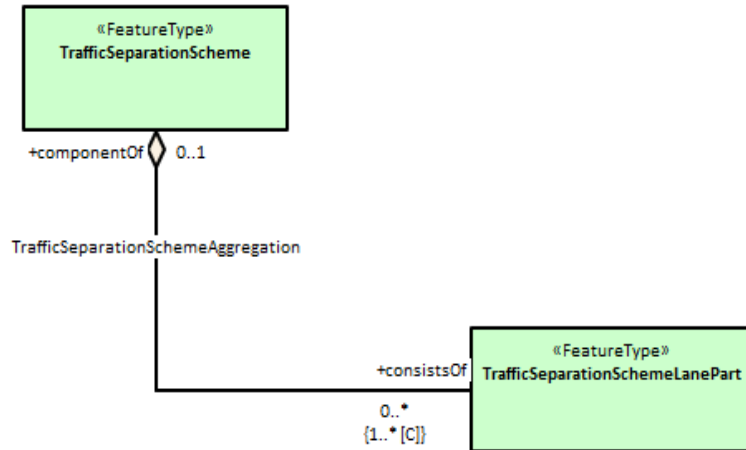 «FeatureType»
TrafficSeparationScheme
+componentOf 0..1
TrafficSeparationSchemeAggregation
«FeatureType»
TrafficSeparationSchemeLanePart
+consistsOf
0..*
{1..* [C]}